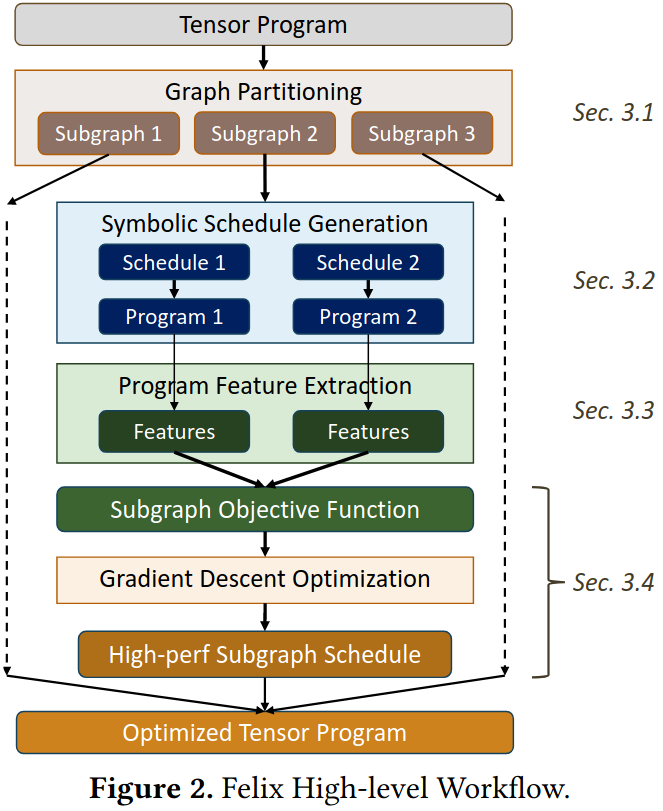 Tensor Program
Graph Partitioning
Sec. 3.1
Subgraph 1
Subgraph 2
Subgraph 3
Symbolic Schedule Generation
Schedule 1
Schedule 2
Sec. 3.2
Program 1
Program 2
Program Feature Extraction
Sec. 3.3
Features
Features
Subgraph Objective Function
Gradient Descent Optimization
Sec. 3.4
High-perf Subgraph Schedule
Optimized Tensor Program
Figure 2. Felix High-level Workflow.